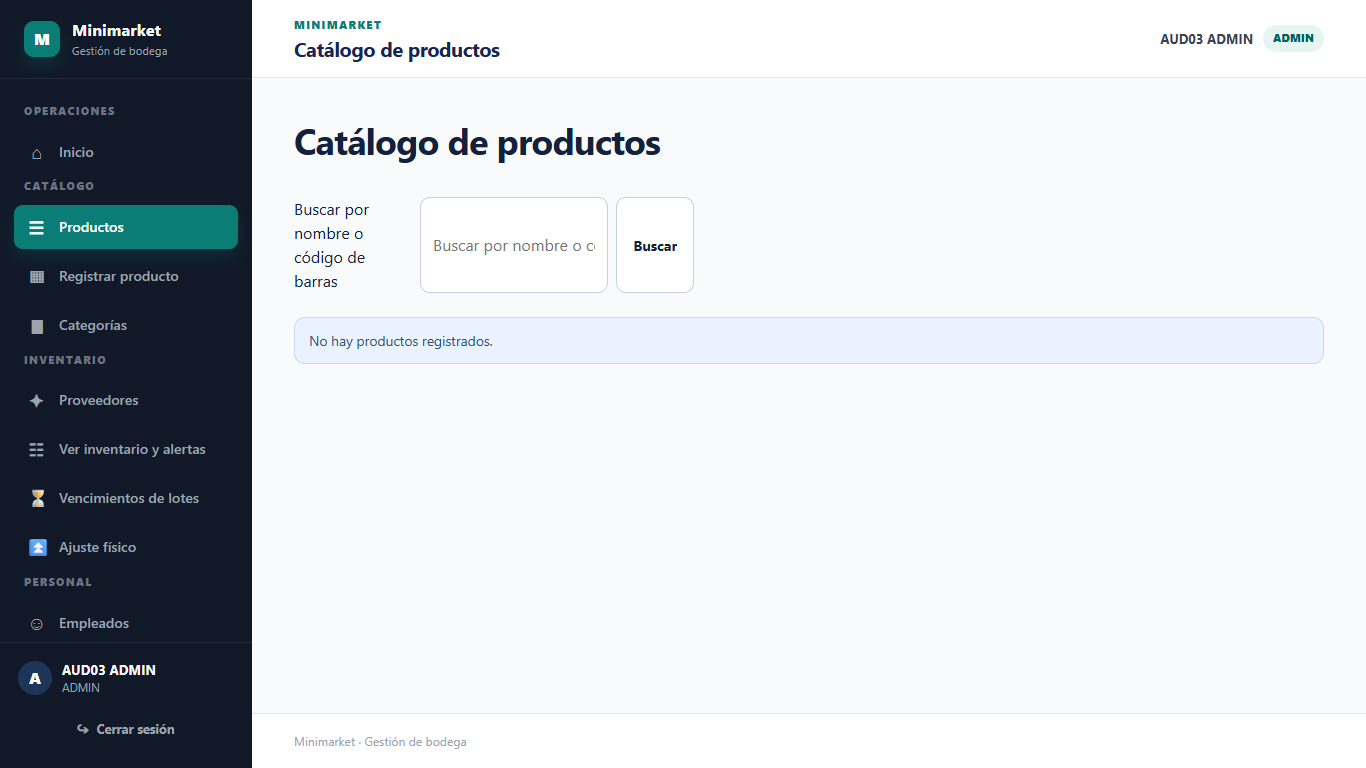 M
Minimarket
Gestión de bodega
OPERACIONES
Inicio
CATÁLOGO
Productos
Registrar producto
Categorías
INVENTARIO
Proveedores
Ver inventario y alertas
Vencimientos de lotes
Ajuste físico
PERSONAL
Empleados
A
AUD03 ADMIN
ADMIN
Cerrar sesión
MINIMARKET
Catálogo de productos
AUD03 ADMIN
ADMIN
Catálogo de productos
Buscar por
nombre o
código de
barras
Buscar por nombre o
Buscar
No hay productos registrados.
Minimarket · Gestión de bodega